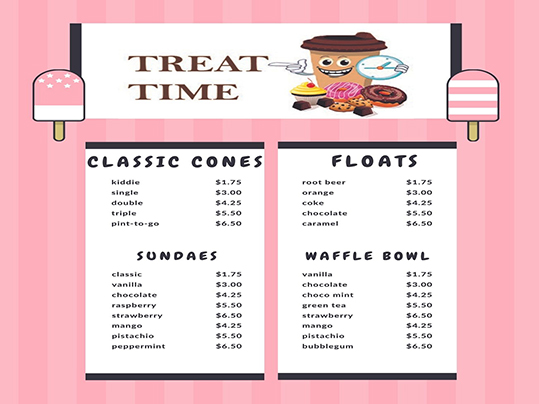 TREAT
TIME
CLASSIC CONES
kiddie $1.75
single $3.00
double $4.25
triple $5.50
pint-to-go $6.50
SUNDAES
classic $1.75
vanilla $3.00
chocolate $4.25
raspberry $5.50
strawberry $6.50
mango $4.25
pistachio $5.50
peppermint $6.50
FLOATS
root beer $1.75
orange $3.00
coke $4.25
chocolate $5.50
caramel $6.50
WAFFLE BOWL
vanilla $1.75
chocolate $3.00
choco mint $4.25
green tea $5.50
strawberry $6.50
mango $4.25
pistachio $5.50
bubblegum $6.50